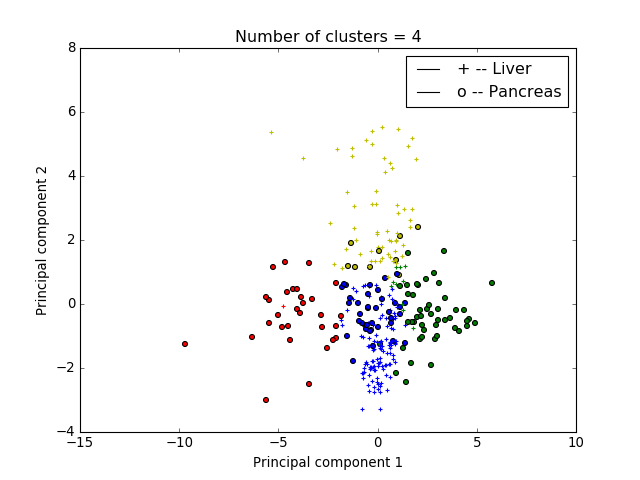 Number of clusters = 4
+ -- Liver
o -- Pancreas
8
6
4
2
0
−2
−4
−15
−10
−5
0
5
10
Principal component 2
Principal component 1